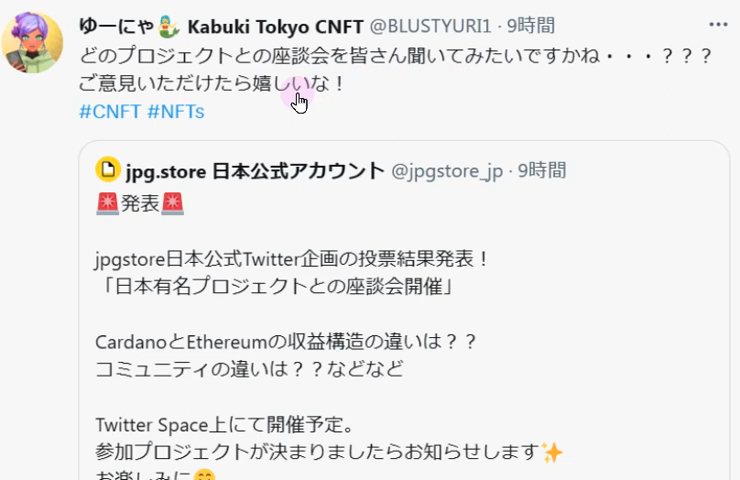 ゆーにゃ🧜‍♀️ Kabuki Tokyo CNFT @BLUSTYURI1 · 9時間
どのプロジェクトとの座談会を皆さん聞いてみたいですかね・・・？？？
ご意見いただけたら嬉しいな！
#CNFT #NFTs
jpg.store 日本公式アカウント @jpgstore_jp · 9時間
🚨発表🚨
jpgstore日本公式Twitter企画の投票結果発表！
「日本有名プロジェクトとの座談会開催」
CardanoとEthereumの収益構造の違いは？？
コミュニティの違いは？？などなど
Twitter Space上にて開催予定。
参加プロジェクトが決まりましたらお知らせします✨
お楽しみに😊